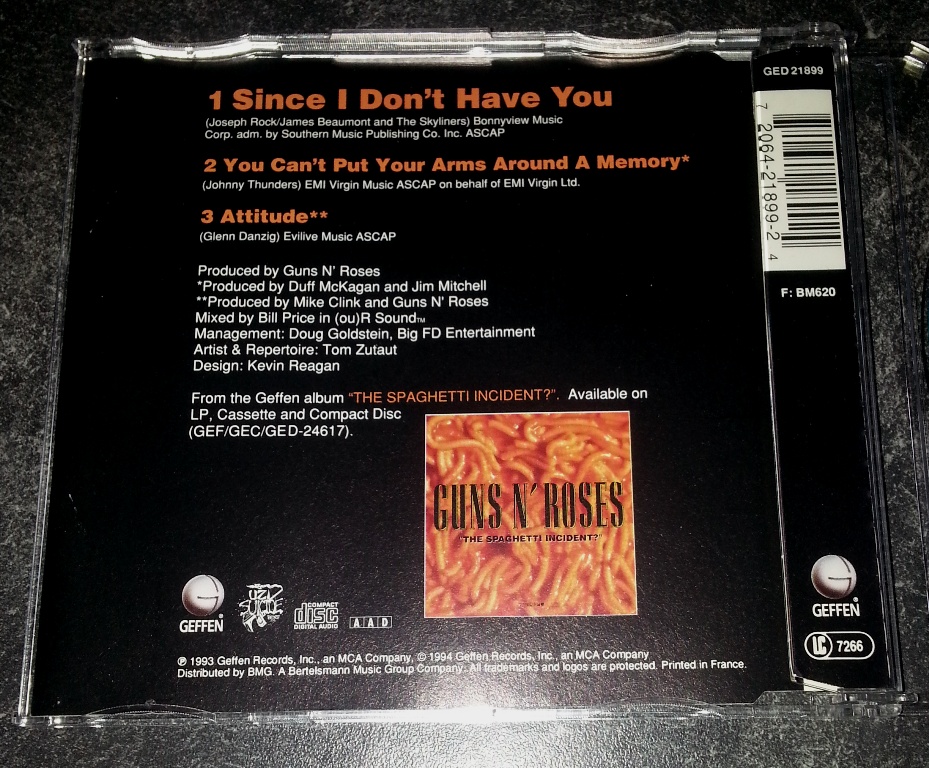 1 Since I Don't Have You
(Joseph Rock/James Beaumont and The Skyliners) Bonnyview Music
Corp. adm. by Southern Music Publishing Co. Inc. ASCAP
2 You Can't Put Your Arms Around A Memory*
(Johnny Thunders) EMI Virgin Music ASCAP on behalf of EMI Virgin Ltd.
3 Attitude**
(Glenn Danzig) Evilive Music ASCAP
Produced by Guns N' Roses
*Produced by Duff McKagan and Jim Mitchell
**Produced by Mike Clink and Guns N' Roses
Mixed by Bill Price in (ou)R Sound™
Management: Doug Goldstein, Big FD Entertainment
Artist & Repertoire: Tom Zutaut
Design: Kevin Reagan
From the Geffen album "THE SPAGHETTI INCIDENT?". Available on
LP, Cassette and Compact Disc
(GEF/GEC/GED-24617).
GUNS N' ROSES
"THE SPAGHETTI INCIDENT?"
GEFFEN®
UZI
SUICIDE
COMPACT
disc
DIGITAL AUDIO
A A D
℗ 1993 Geffen Records, Inc., an MCA Company, © 1994 Geffen Records, Inc., an MCA Company
Distributed by BMG. A Bertelsmann Music Group Company. All trademarks and logos are protected. Printed in France.
GED 21899
7 2064-21899-2 4
F: BM620
GEFFEN®
LC 7266